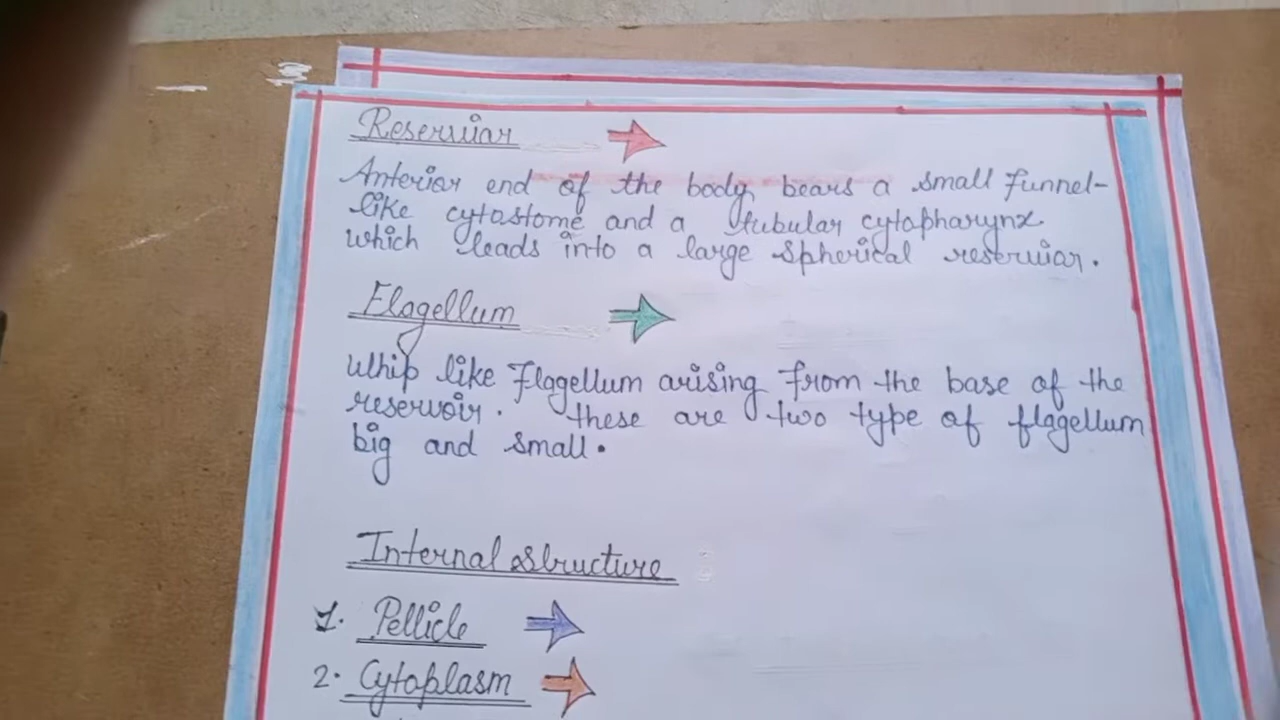 Reserwiar
Anterior end of the body bears a small funnel-
like cytostome and a tubular cytopharynx
which leads into a large spherical reserwiar.
Flagellum
Whip like Flagellum arising from the base of the
reservoir. these are two type of flagellum
big and small.
Internal structure
1. Pellicle
2. Cytoplasm